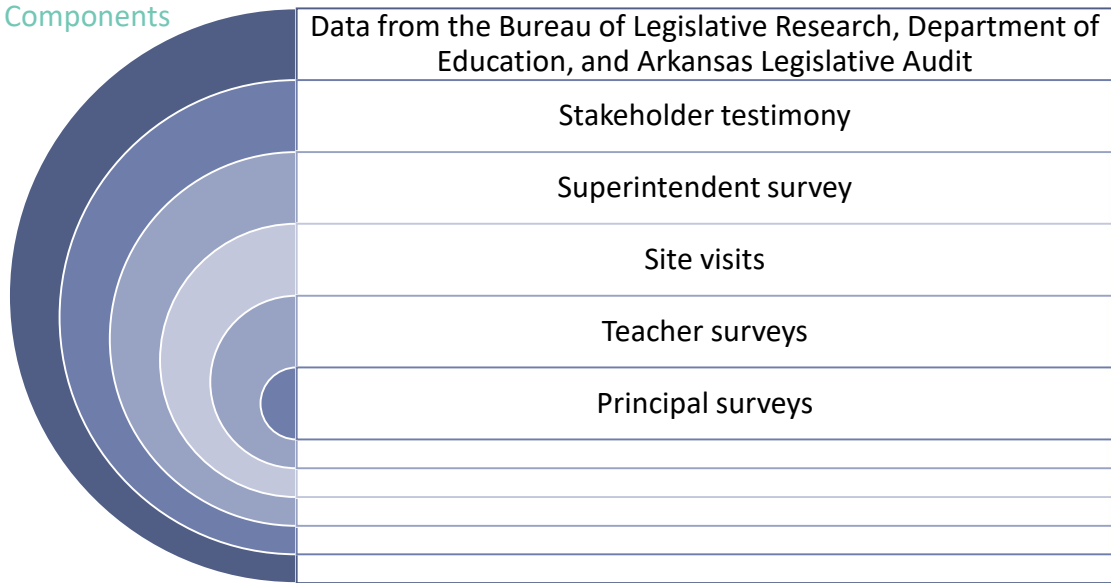 Components
Data from the Bureau of Legislative Research, Department of
Education, and Arkansas Legislative Audit
Stakeholder testimony
Superintendent survey
Site visits
Teacher surveys
Principal surveys